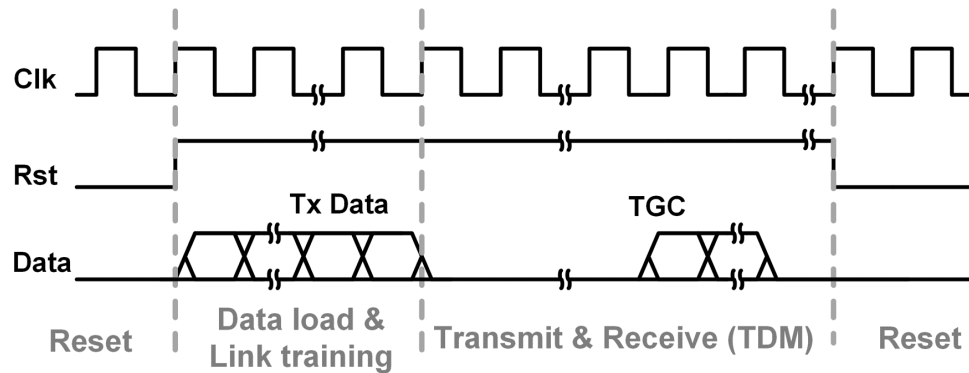 Clk
Rst
Tx Data
TGC
Data
Reset
Data load &
Link training
Transmit & Receive (TDM)
Reset